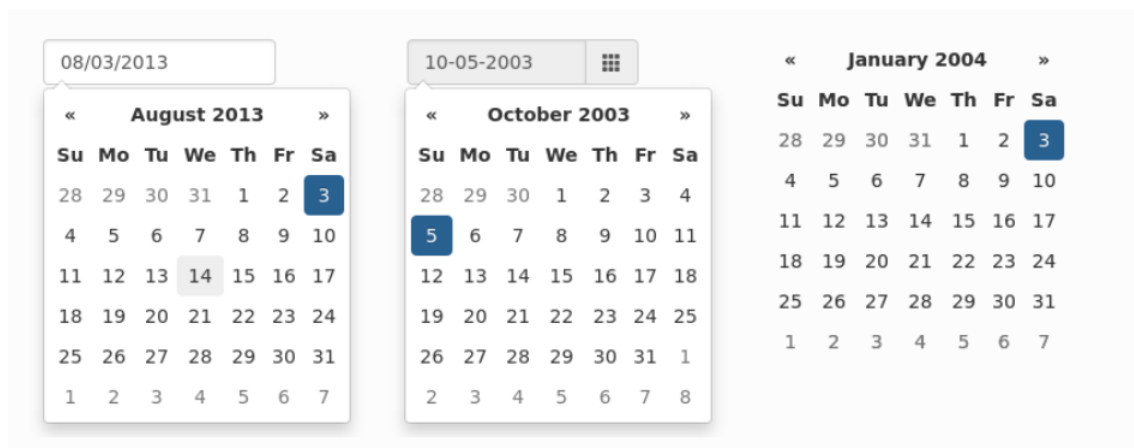 08/03/2013
« August 2013 »
Su Mo Tu We Th Fr Sa
28 29 30 31 1 2 3
4 5 6 7 8 9 10
11 12 13 14 15 16 17
18 19 20 21 22 23 24
25 26 27 28 29 30 31
1 2 3 4 5 6 7
10-05-2003
« October 2003 »
Su Mo Tu We Th Fr Sa
28 29 30 1 2 3 4
5 6 7 8 9 10 11
12 13 14 15 16 17 18
19 20 21 22 23 24 25
26 27 28 29 30 31 1
2 3 4 5 6 7 8
« January 2004 »
Su Mo Tu We Th Fr Sa
28 29 30 31 1 2 3
4 5 6 7 8 9 10
11 12 13 14 15 16 17
18 19 20 21 22 23 24
25 26 27 28 29 30 31
1 2 3 4 5 6 7